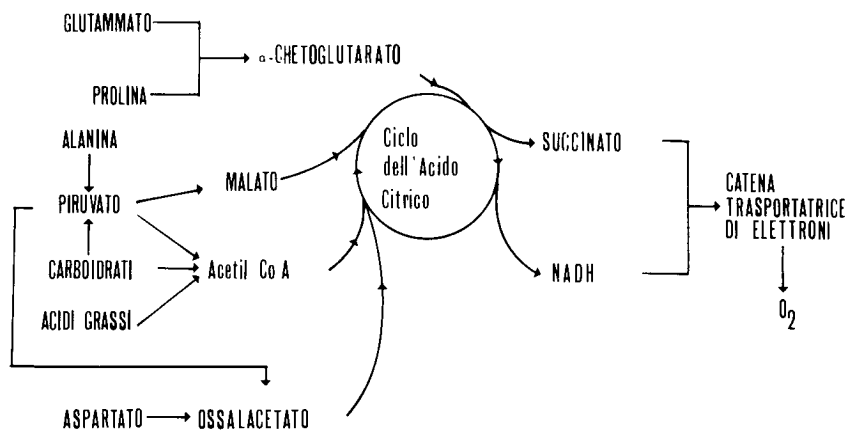 GLUTAMMATO
α-CHETOGLUTARATO
PROLINA
ALANINA
PIRUVATO
MALATO
CARBOIDRATI
Acetil Co A
ACIDI GRASSI
ASPARTATO
OSSALACETATO
Ciclo
dell'Acido
Citrico
SUCCINATO
NADH
CATENA
TRASPORTATRICE
DI ELETTRONI
O2